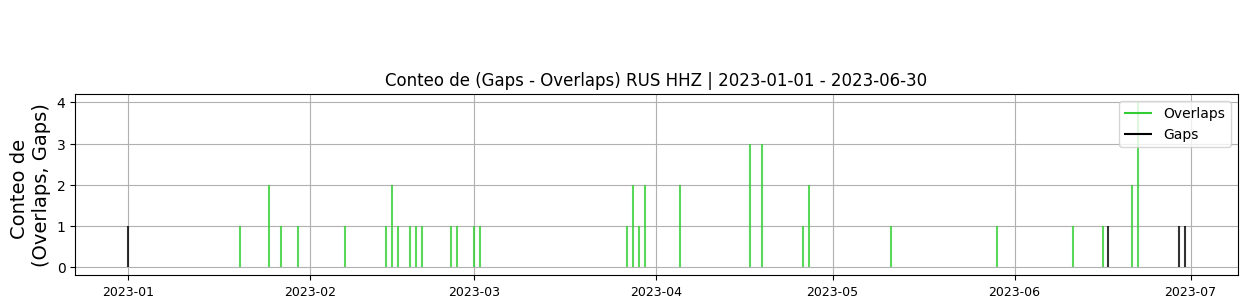 Conteo de (Gaps - Overlaps) RUS HHZ | 2023-01-01 - 2023-06-30
Conteo de
(Overlaps, Gaps)
4
3
2
1
0
Overlaps
Gaps
2023-01
2023-02
2023-03
2023-04
2023-05
2023-06
2023-07